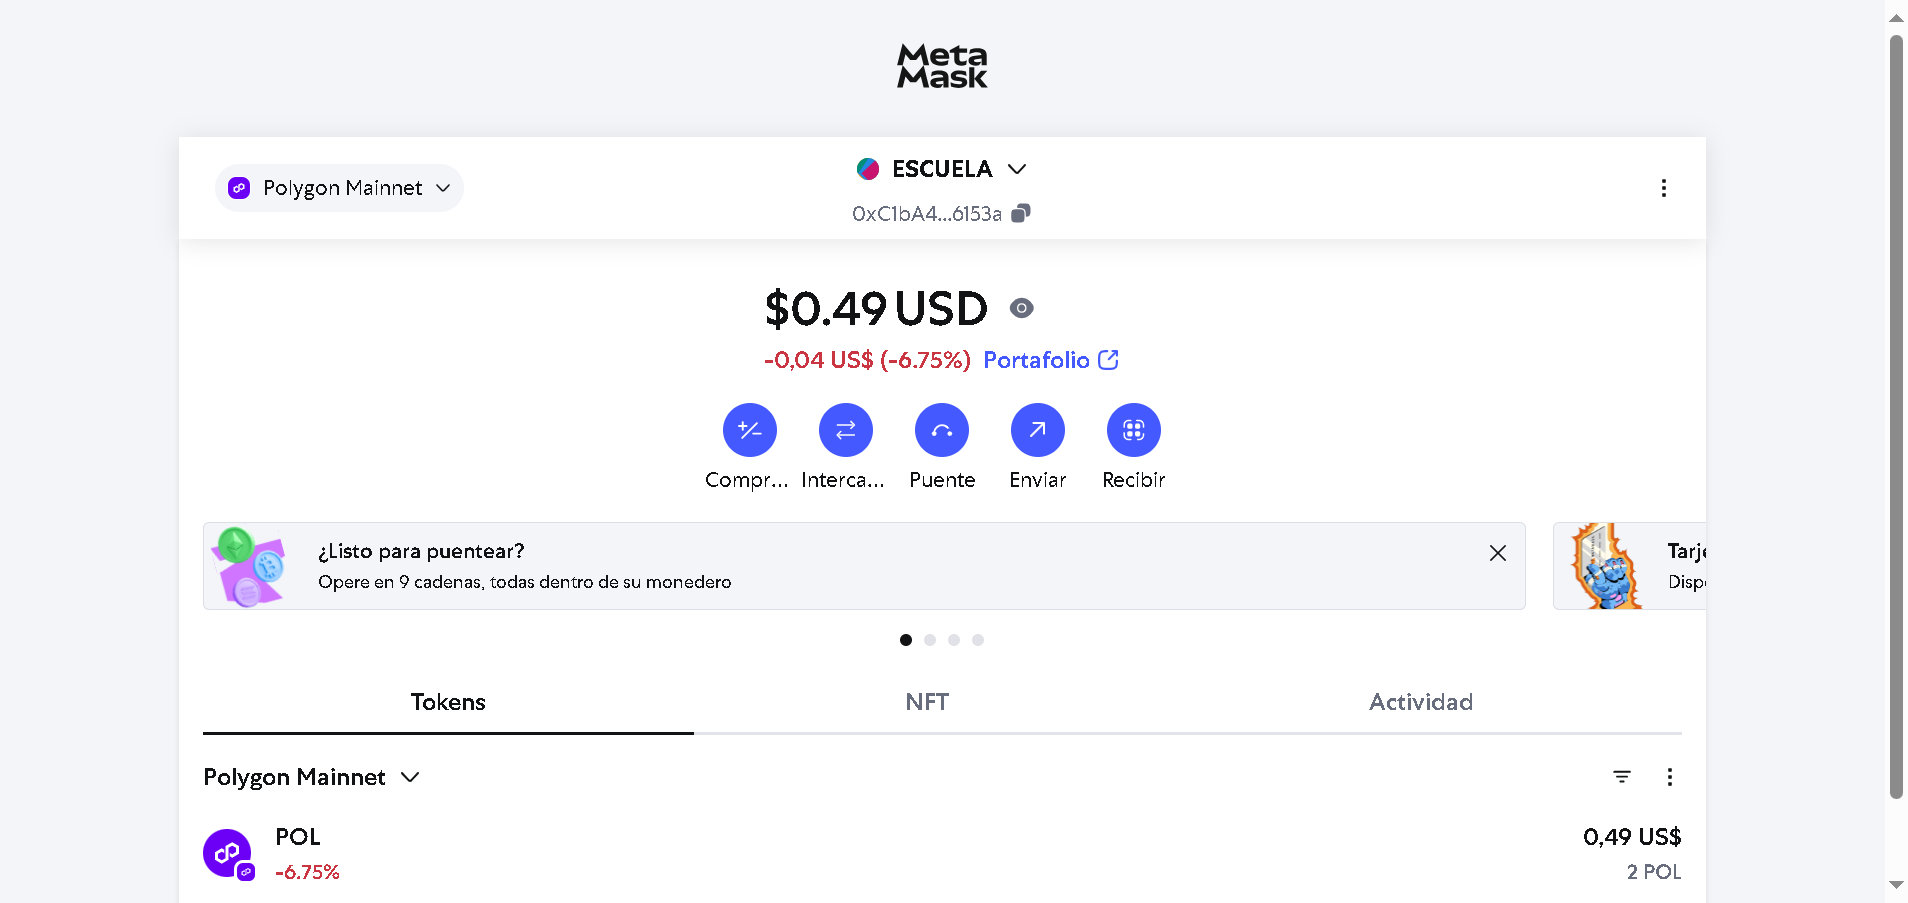 Meta
Mask
Polygon Mainnet
ESCUELA
0xC1bA4...6153a
$0.49 USD
-0,04 US$ (-6.75%) Portafolio
Compr... Interca... Puente Enviar Recibir
¿Listo para puentear?
Opere en 9 cadenas, todas dentro de su monedero
Tarje
Dispo
Tokens NFT Actividad
Polygon Mainnet
POL 0,49 US$
-6.75% 2 POL